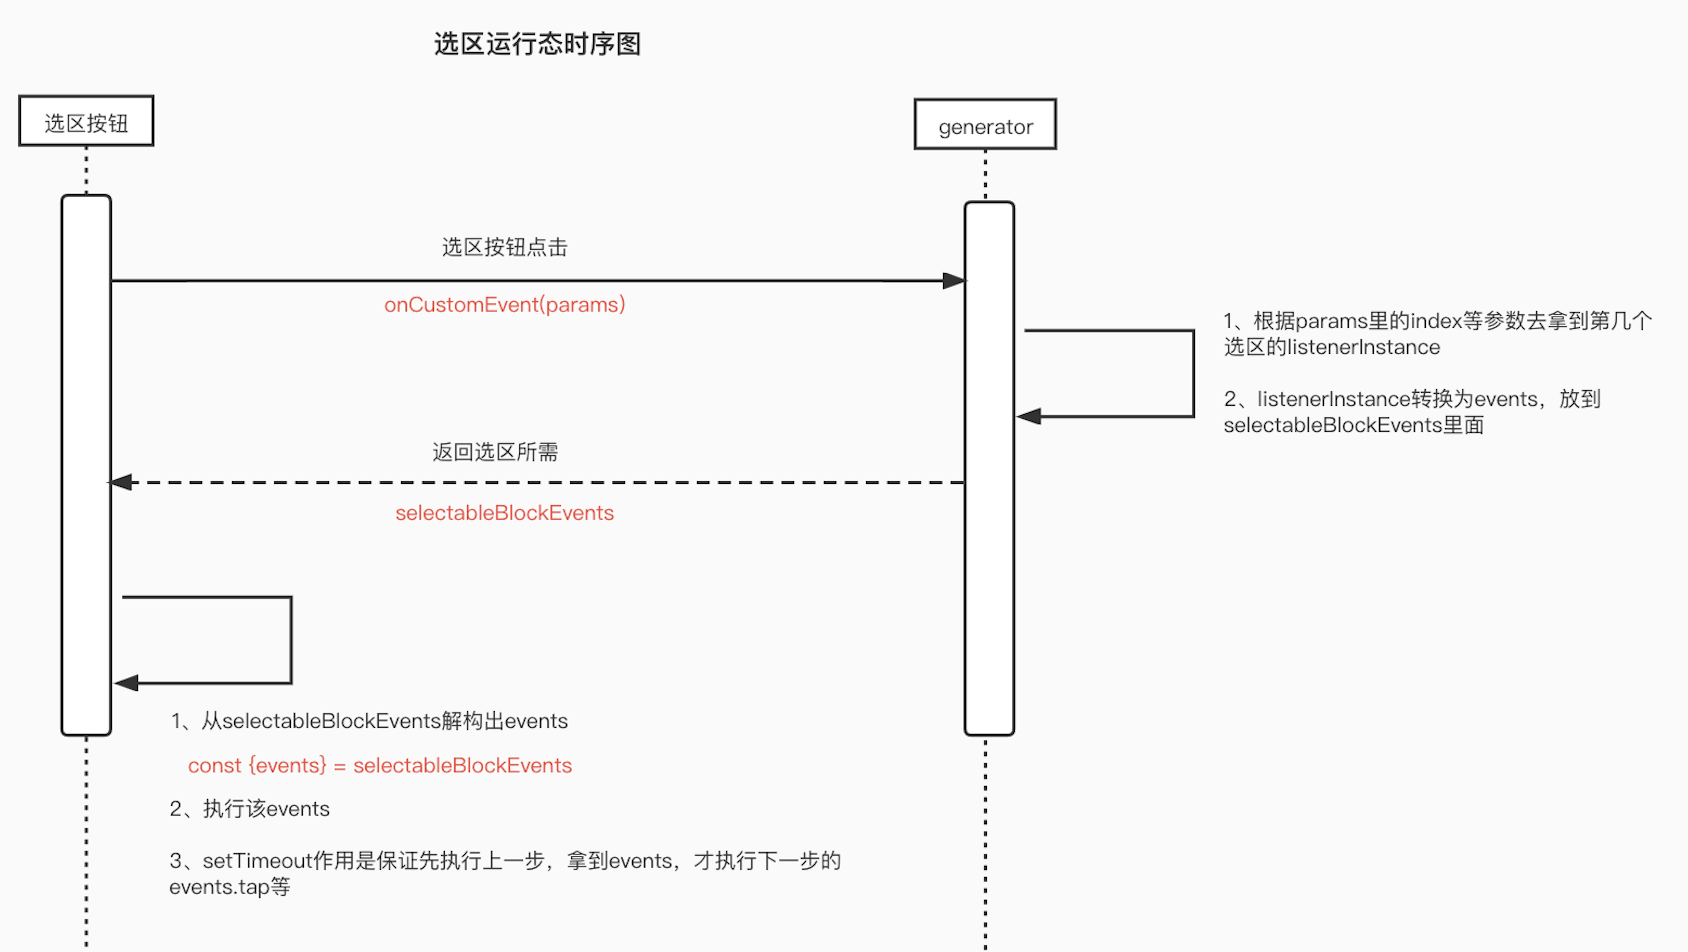 选区运行态时序图
选区按钮
generator
选区按钮点击
onCustomEvent(params)
1、根据params里的index等参数去拿到第几个
选区的listenerInstance
2、listenerInstance转换为events，放到
selectableBlockEvents里面
返回选区所需
selectableBlockEvents
1、从selectableBlockEvents解构出events
const {events} = selectableBlockEvents
2、执行该events
3、setTimeout作用是保证先执行上一步，拿到events，才执行下一步的
events.tap等